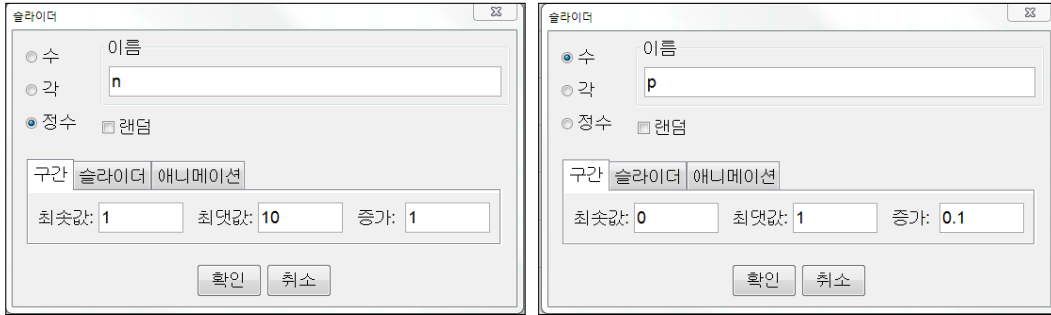 슬라이더
수
이름
각
n
정수
랜덤
구간 슬라이더 애니메이션
최솟값: 1 최댓값: 10 증가: 1
확인 취소
슬라이더
수
이름
각
p
정수
랜덤
구간 슬라이더 애니메이션
최솟값: 0 최댓값: 1 증가: 0.1
확인 취소